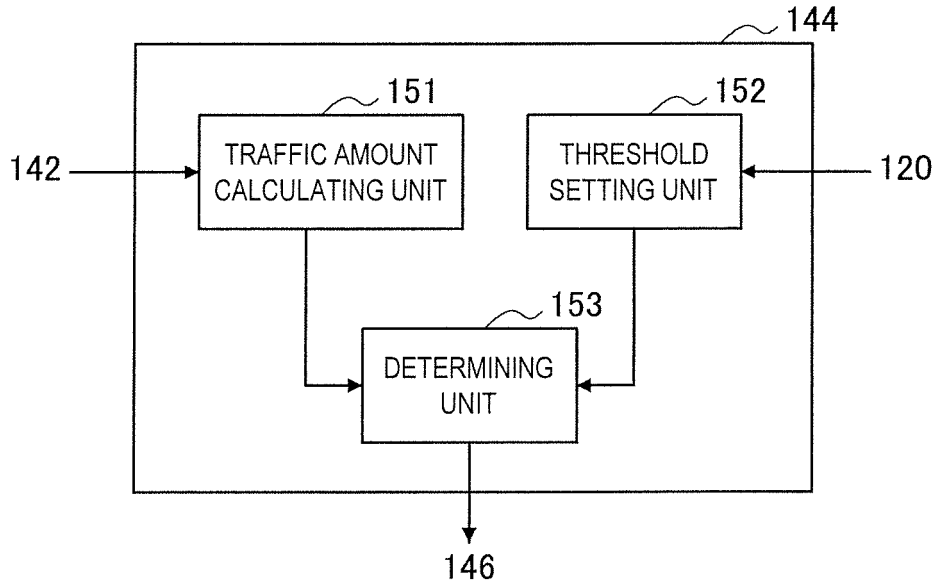 144
151
152
142
TRAFFIC AMOUNT
CALCULATING UNIT
THRESHOLD
SETTING UNIT
120
153
DETERMINING
UNIT
146